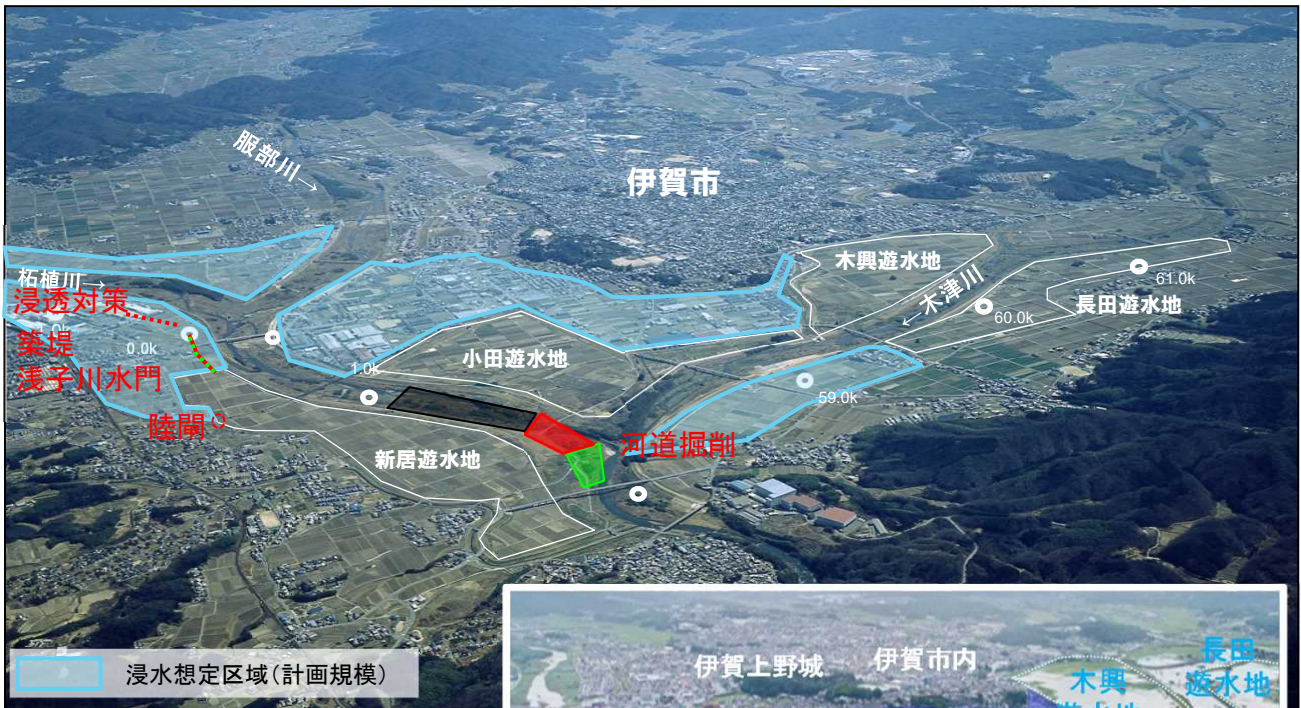 服部川→
伊賀市
木興遊水地
柘植川→
←木津川
61.0k
浸透対策
60.0k
長田遊水地
築堤
0.0k
小田遊水地
浅子川水門
1.0k
59.0k
陸閘
河道掘削
新居遊水地
浸水想定区域(計画規模)
伊賀上野城
伊賀市内
長田
遊水地
木興
遊水地